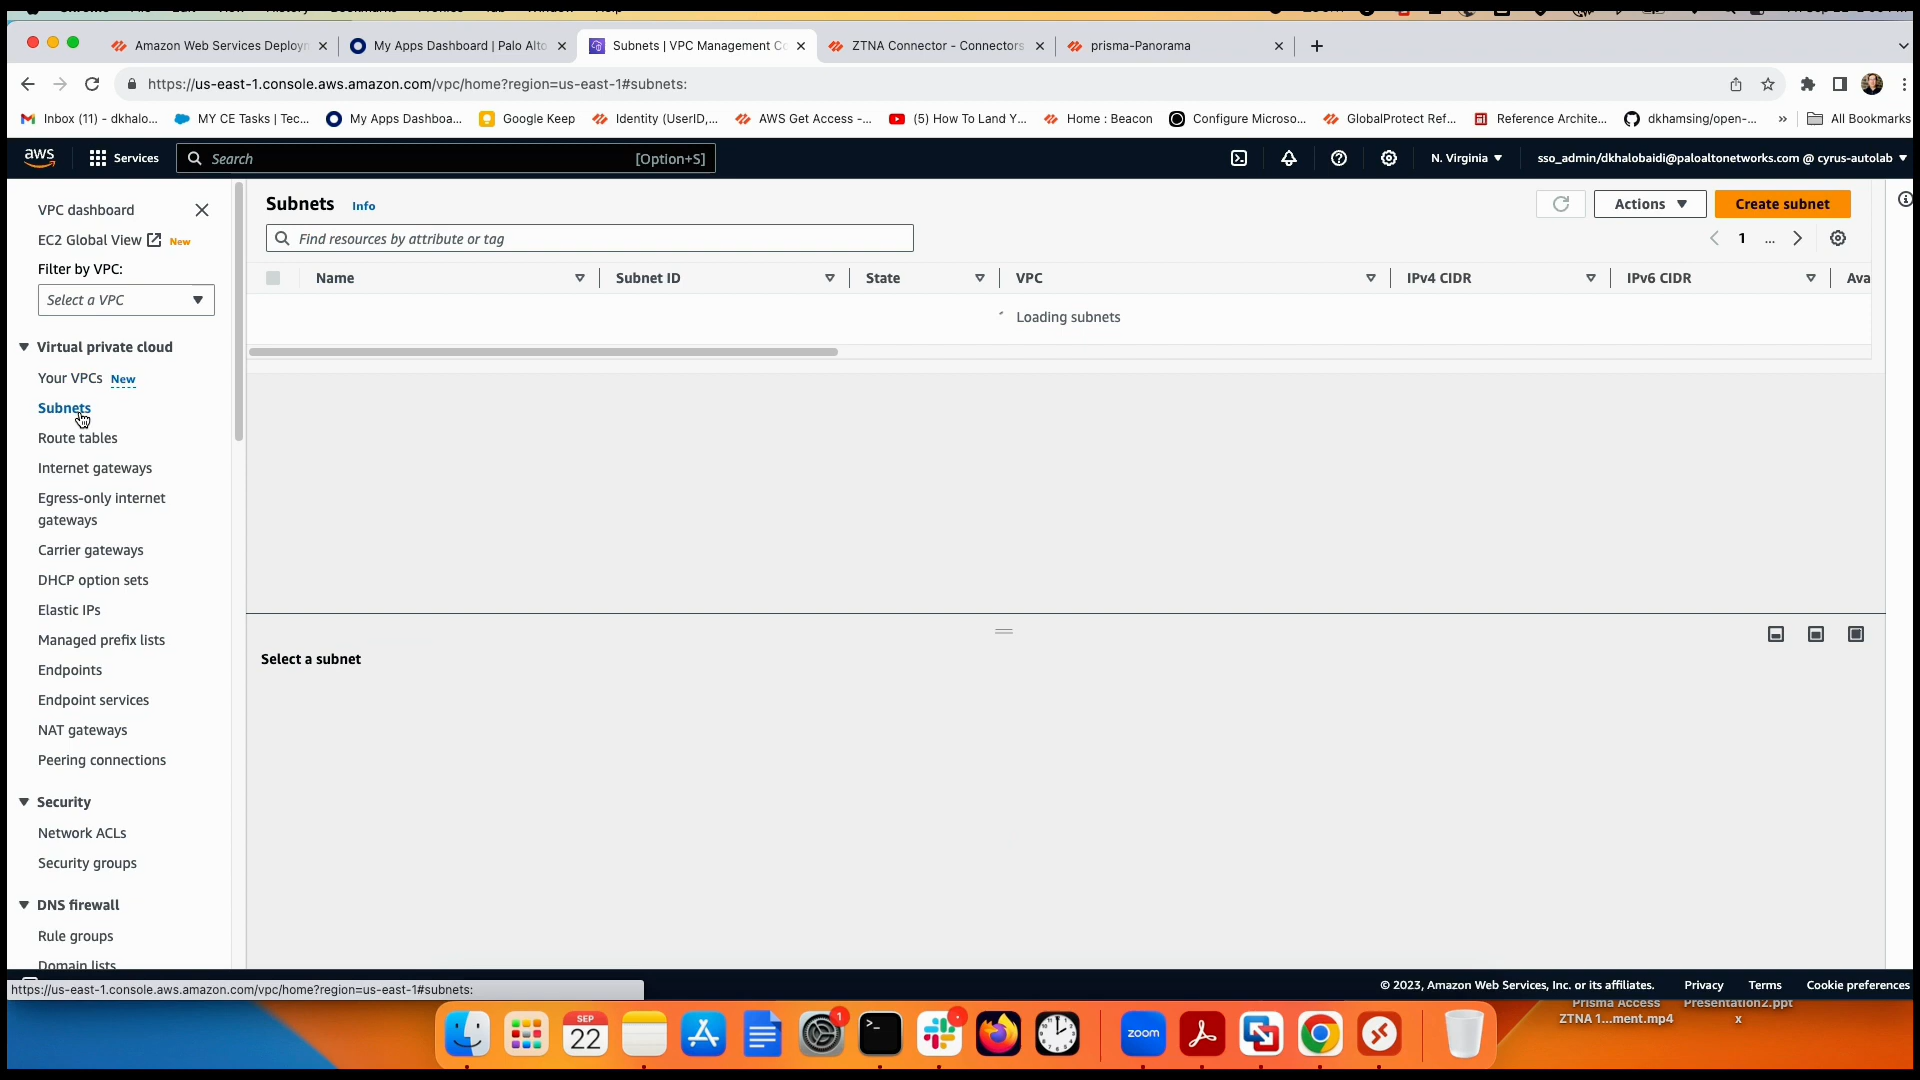 Amazon Web Services Deployn
My Apps Dashboard | Palo Alto
Subnets | VPC Management Co
ZTNA Connector - Connectors
prisma-Panorama
https://us-east-1.console.aws.amazon.com/vpc/home?region=us-east-1#subnets:
Inbox (11) - dkhalo...
MY CE Tasks | Tec...
My Apps Dashboa...
Google Keep
Identity (UserID,...
AWS Get Access -...
(5) How To Land Y...
Home : Beacon
Configure Microso...
GlobalProtect Ref...
Reference Archite...
dkhamsing/open-...
»
All Bookmarks
aws
Services
Search
[Option+S]
N. Virginia
sso_admin/dkhalobaidi@paloaltonetworks.com @ cyrus-autolab
VPC dashboard
EC2 Global View
New
Filter by VPC:
Select a VPC
Virtual private cloud
Your VPCs New
Subnets
Route tables
Internet gateways
Egress-only internet
gateways
Carrier gateways
DHCP option sets
Elastic IPs
Managed prefix lists
Endpoints
Endpoint services
NAT gateways
Peering connections
Security
Network ACLs
Security groups
DNS firewall
Rule groups
Domain lists
Subnets Info
Actions
Create subnet
Find resources by attribute or tag
1 ...
Name
Subnet ID
State
VPC
IPv4 CIDR
IPv6 CIDR
Ava
Loading subnets
Select a subnet
https://us-east-1.console.aws.amazon.com/vpc/home?region=us-east-1#subnets:
© 2023, Amazon Web Services, Inc. or its affiliates.
Privacy
Terms
Cookie preferences
Prisma Access
ZTNA 1...ment.mp4
Presentation2.ppt
x
SEP
22
1
zoom